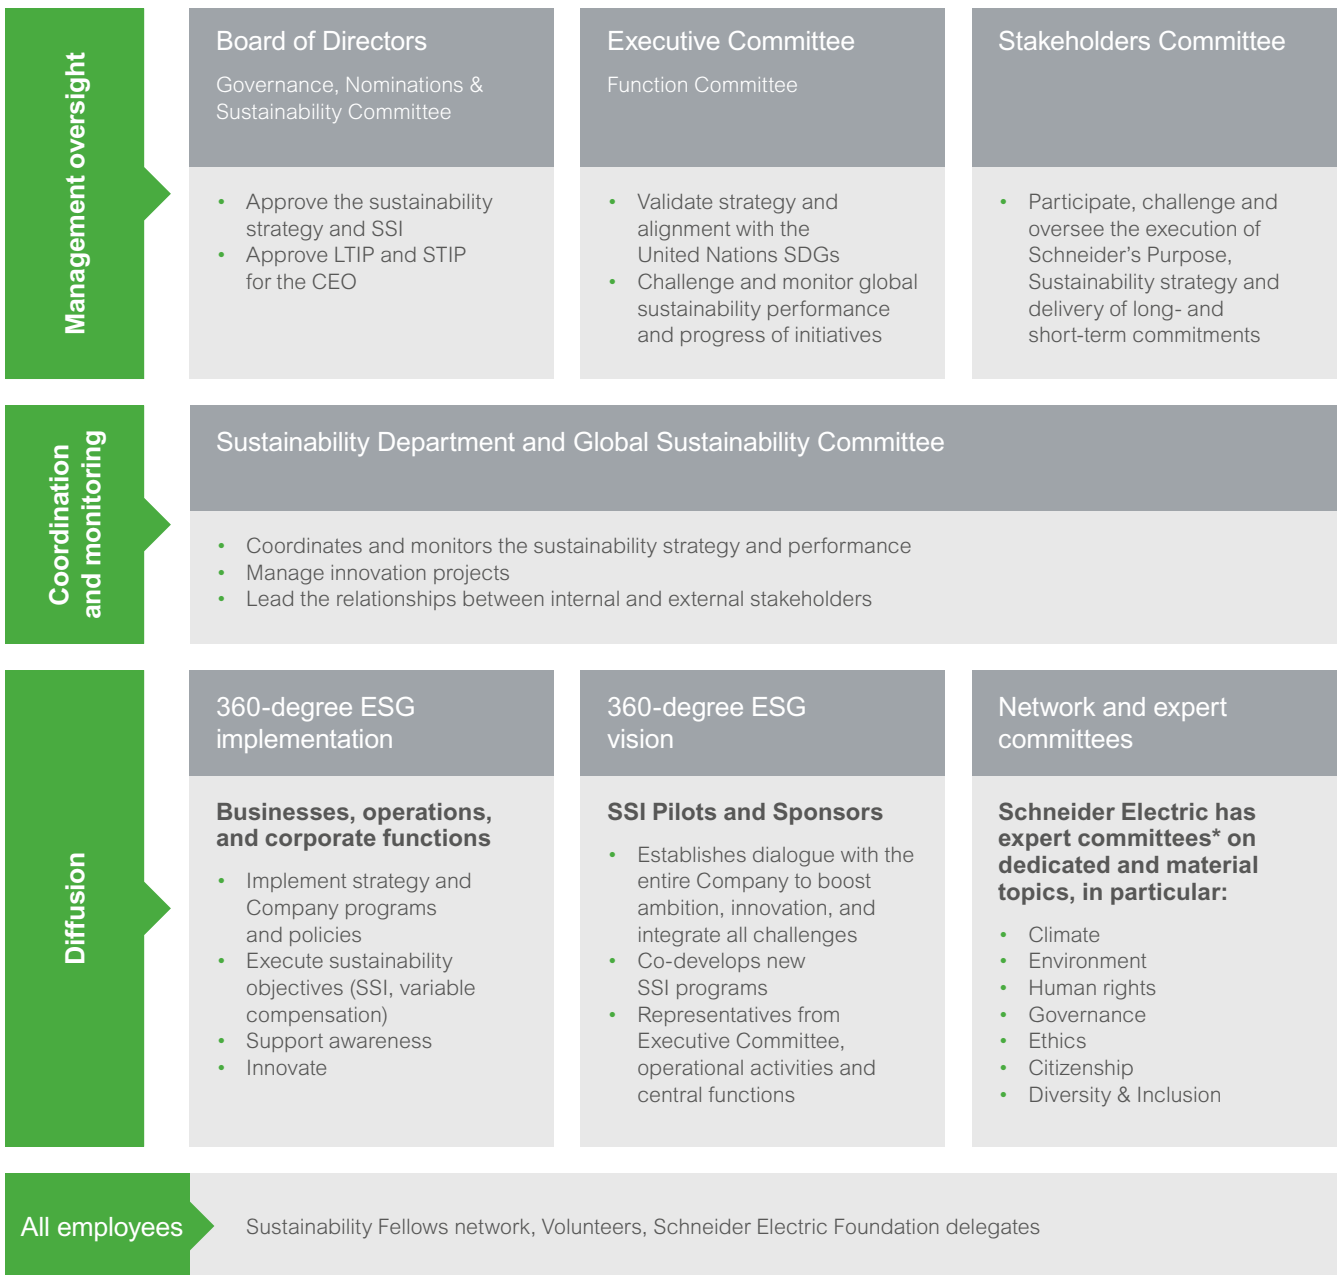 Management oversight
Board of Directors
Governance, Nominations &
Sustainability Committee
• Approve the sustainability
strategy and SSI
• Approve LTIP and STIP
for the CEO
Executive Committee
Function Committee
• Validate strategy and
alignment with the
United Nations SDGs
• Challenge and monitor global
sustainability performance
and progress of initiatives
Stakeholders Committee
• Participate, challenge and
oversee the execution of
Schneider’s Purpose,
Sustainability strategy and
delivery of long- and
short-term commitments
Coordination
and monitoring
Sustainability Department and Global Sustainability Committee
• Coordinates and monitors the sustainability strategy and performance
• Manage innovation projects
• Lead the relationships between internal and external stakeholders
Diffusion
360-degree ESG
implementation
Businesses, operations,
and corporate functions
• Implement strategy and
Company programs
and policies
• Execute sustainability
objectives (SSI, variable
compensation)
• Support awareness
• Innovate
360-degree ESG
vision
SSI Pilots and Sponsors
• Establishes dialogue with the
entire Company to boost
ambition, innovation, and
integrate all challenges
• Co-develops new
SSI programs
• Representatives from
Executive Committee,
operational activities and
central functions
Network and expert
committees
Schneider Electric has
expert committees* on
dedicated and material
topics, in particular:
• Climate
• Environment
• Human rights
• Governance
• Ethics
• Citizenship
• Diversity & Inclusion
All employees
Sustainability Fellows network, Volunteers, Schneider Electric Foundation delegates